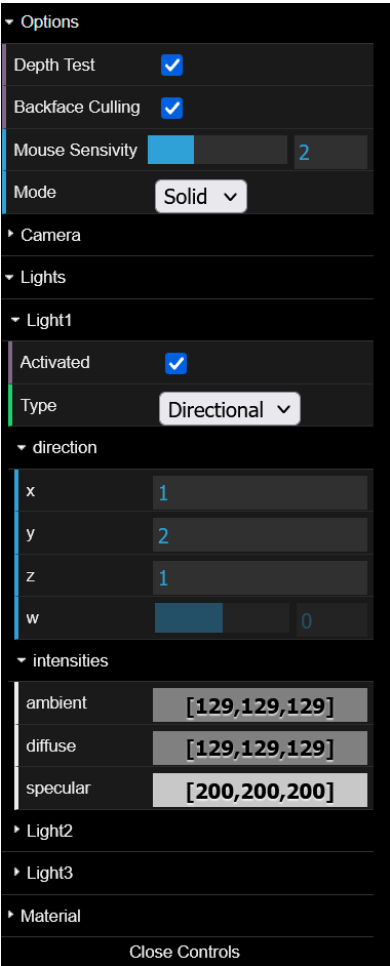 Options
Depth Test
Backface Culling
Mouse Sensivity 2
Mode Solid
Camera
Lights
Light1
Activated
Type Directional
direction
x 1
y 2
z 1
w 0
intensities
ambient [129,129,129]
diffuse [129,129,129]
specular [200,200,200]
Light2
Light3
Material
Close Controls